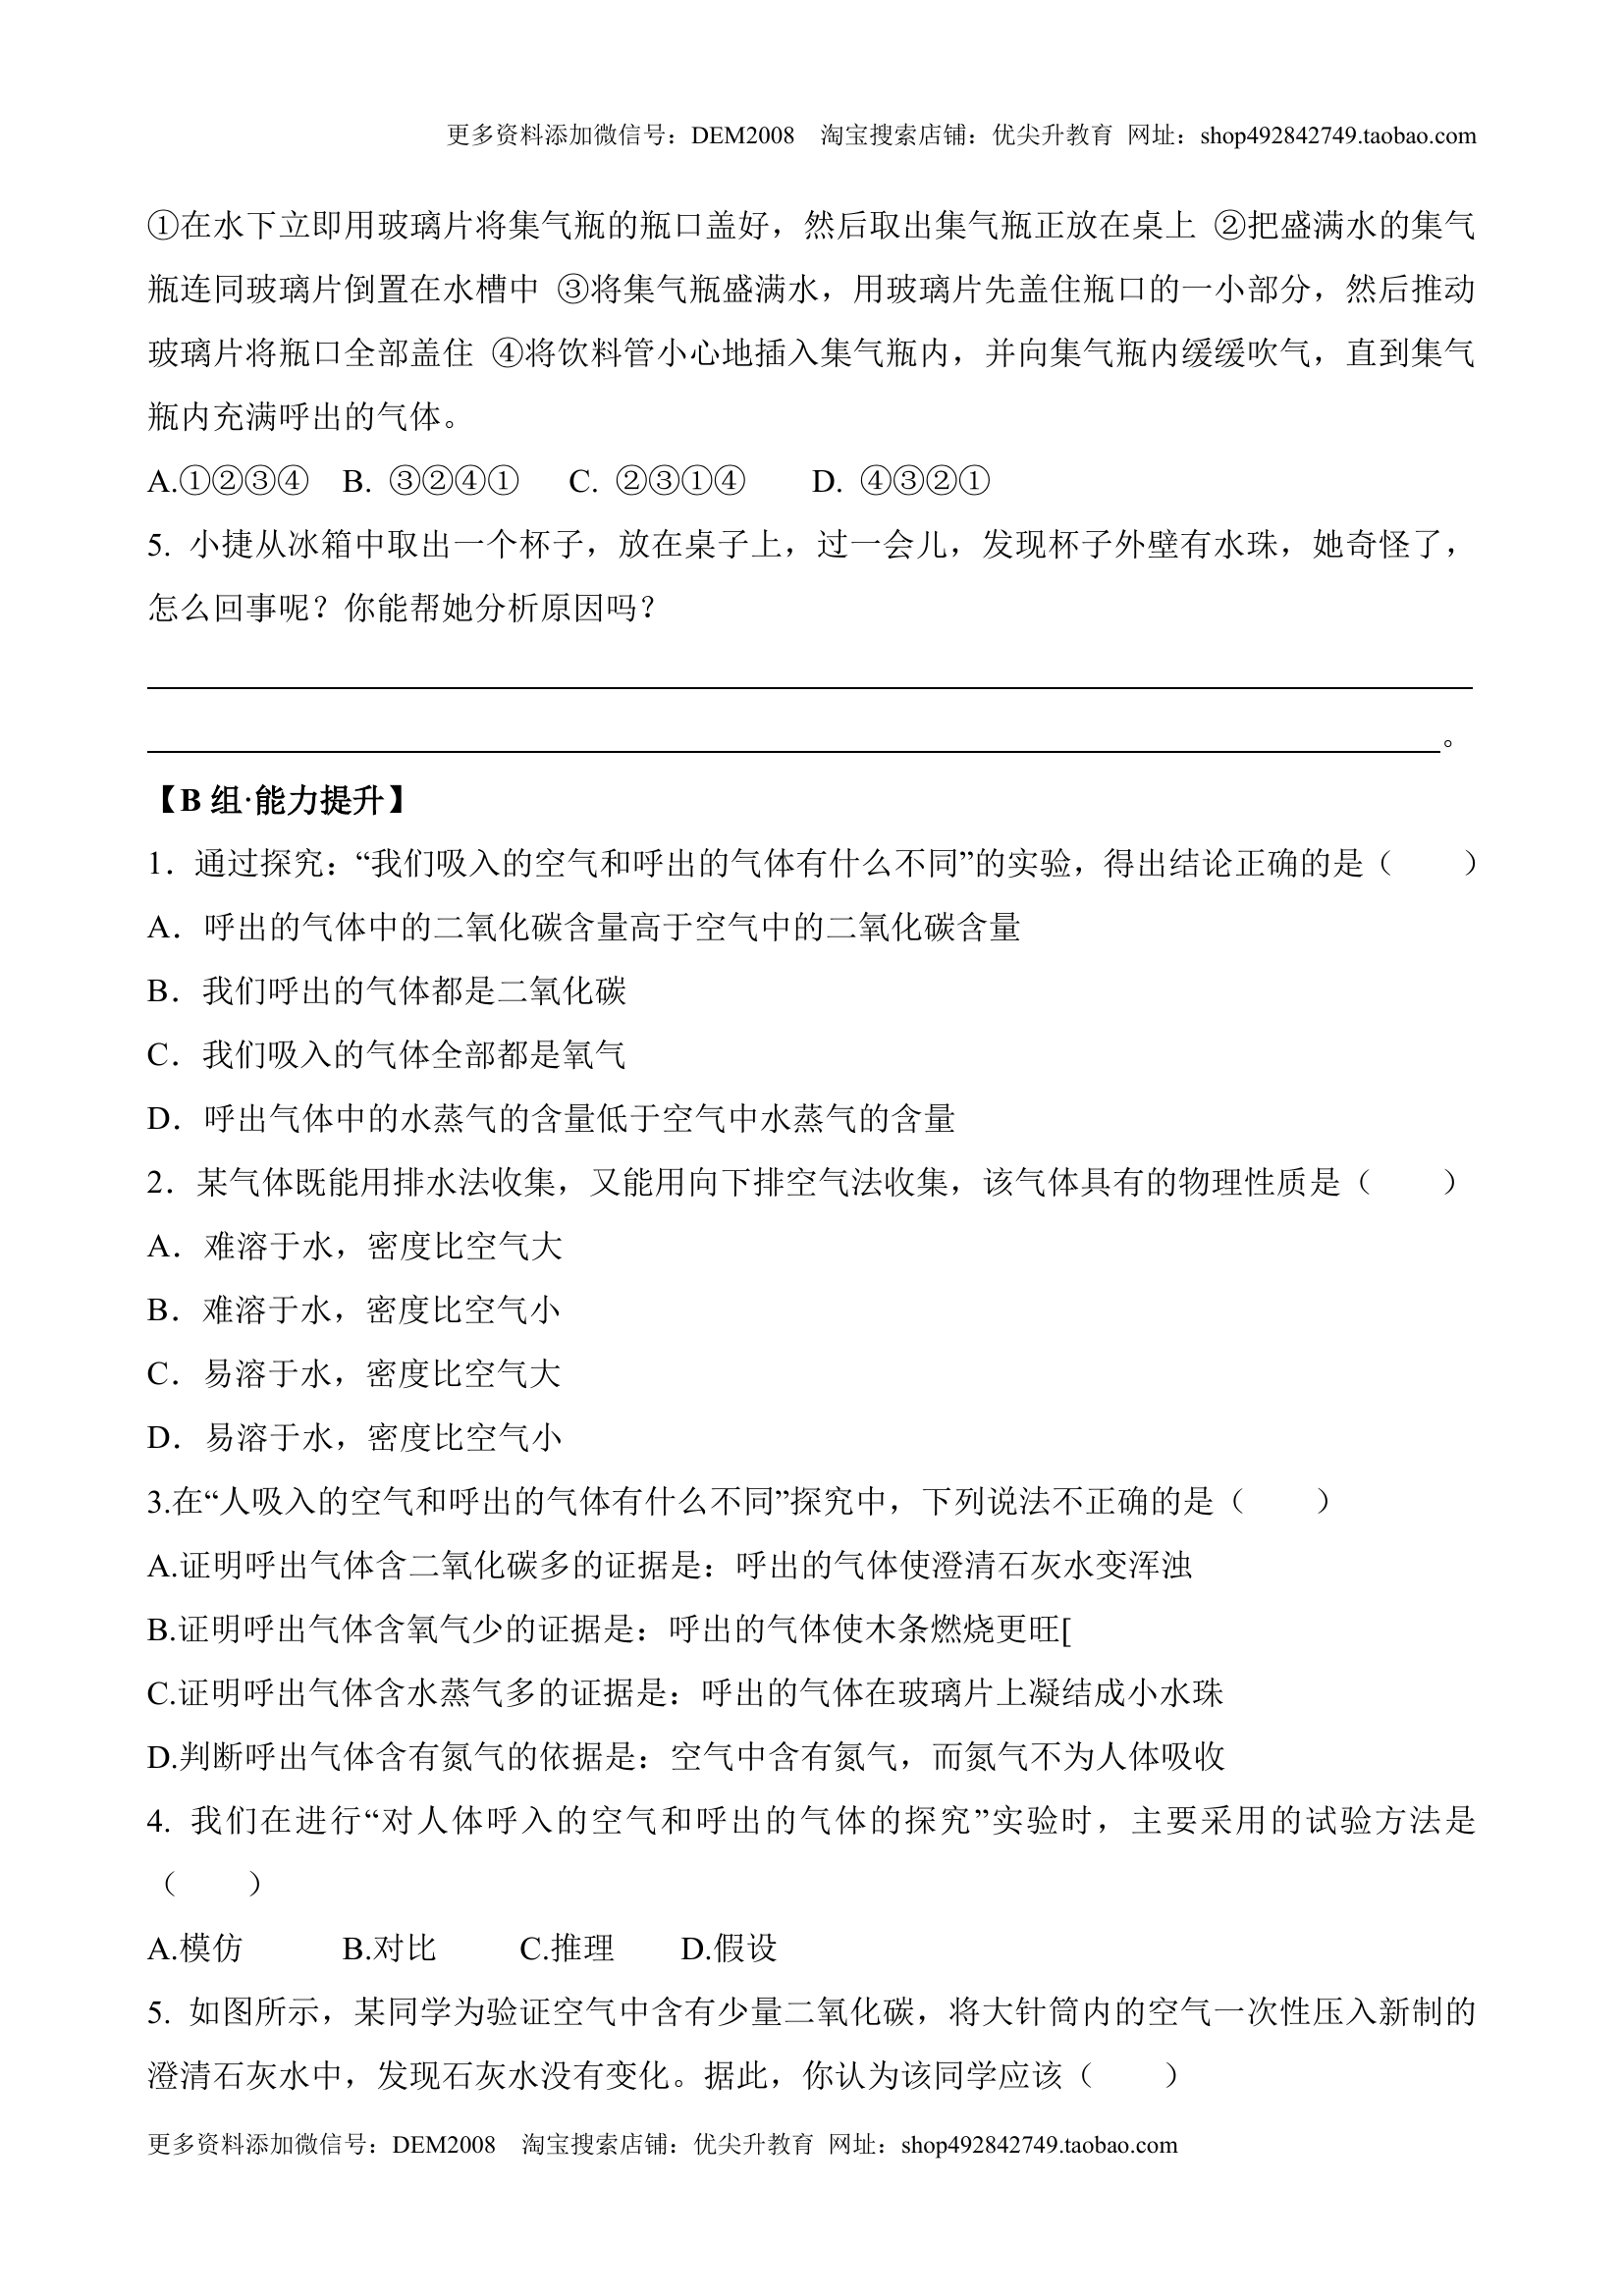 更多资料添加微信号：DEM2008    淘宝搜索店铺：优尖升教育  网址：shop492842749.taobao.com
①在水下立即用玻璃片将集气瓶的瓶口盖好，然后取出集气瓶正放在桌上 ②把盛满水的集气
瓶连同玻璃片倒置在水槽中 ③将集气瓶盛满水，用玻璃片先盖住瓶口的一小部分，然后推动
玻璃片将瓶口全部盖住 ④将饮料管小心地插入集气瓶内，并向集气瓶内缓缓吹气，直到集气
瓶内充满呼出的气体。
A.①②③④    B. ③②④①      C. ②③①④        D. ④③②①
5. 小捷从冰箱中取出一个杯子，放在桌子上，过一会儿，发现杯子外壁有水珠，她奇怪了，
怎么回事呢？你能帮她分析原因吗？
。
【B 组·能力提升】
1．通过探究：“我们吸入的空气和呼出的气体有什么不同”的实验，得出结论正确的是（　　）
A．呼出的气体中的二氧化碳含量高于空气中的二氧化碳含量
B．我们呼出的气体都是二氧化碳
C．我们吸入的气体全部都是氧气
D．呼出气体中的水蒸气的含量低于空气中水蒸气的含量
2．某气体既能用排水法收集，又能用向下排空气法收集，该气体具有的物理性质是（　　）
A．难溶于水，密度比空气大
B．难溶于水，密度比空气小
C．易溶于水，密度比空气大
D．易溶于水，密度比空气小
3.在“人吸入的空气和呼出的气体有什么不同”探究中，下列说法不正确的是（　　）
A.证明呼出气体含二氧化碳多的证据是：呼出的气体使澄清石灰水变浑浊
B.证明呼出气体含氧气少的证据是：呼出的气体使木条燃烧更旺[
C.证明呼出气体含水蒸气多的证据是：呼出的气体在玻璃片上凝结成小水珠
D.判断呼出气体含有氮气的依据是：空气中含有氮气，而氮气不为人体吸收
4. 我们在进行“对人体呼入的空气和呼出的气体的探究”实验时，主要采用的试验方法是
（　　）
A.模仿            B.对比          C.推理        D.假设
5. 如图所示，某同学为验证空气中含有少量二氧化碳，将大针筒内的空气一次性压入新制的
澄清石灰水中，发现石灰水没有变化。据此，你认为该同学应该（　　）
更多资料添加微信号：DEM2008    淘宝搜索店铺：优尖升教育  网址：shop492842749.taobao.com